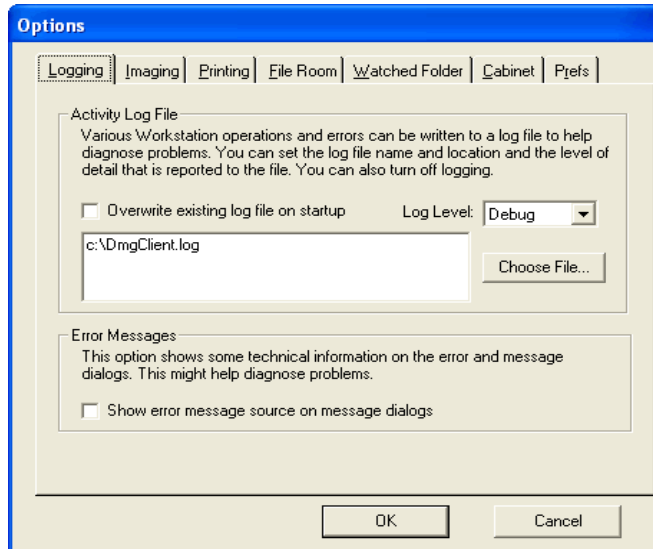 Options
Logging Imaging Printing File Room Watched Folder Cabinet Prefs
Activity Log File
Various Workstation operations and errors can be written to a log file to help
diagnose problems. You can set the log file name and location and the level of
detail that is reported to the file. You can also turn off logging.
Overwrite existing log file on startup Log Level: Debug
c:\DmgClient.log
Choose File...
Error Messages
This option shows some technical information on the error and message
dialogs. This might help diagnose problems.
Show error message source on message dialogs
OK Cancel